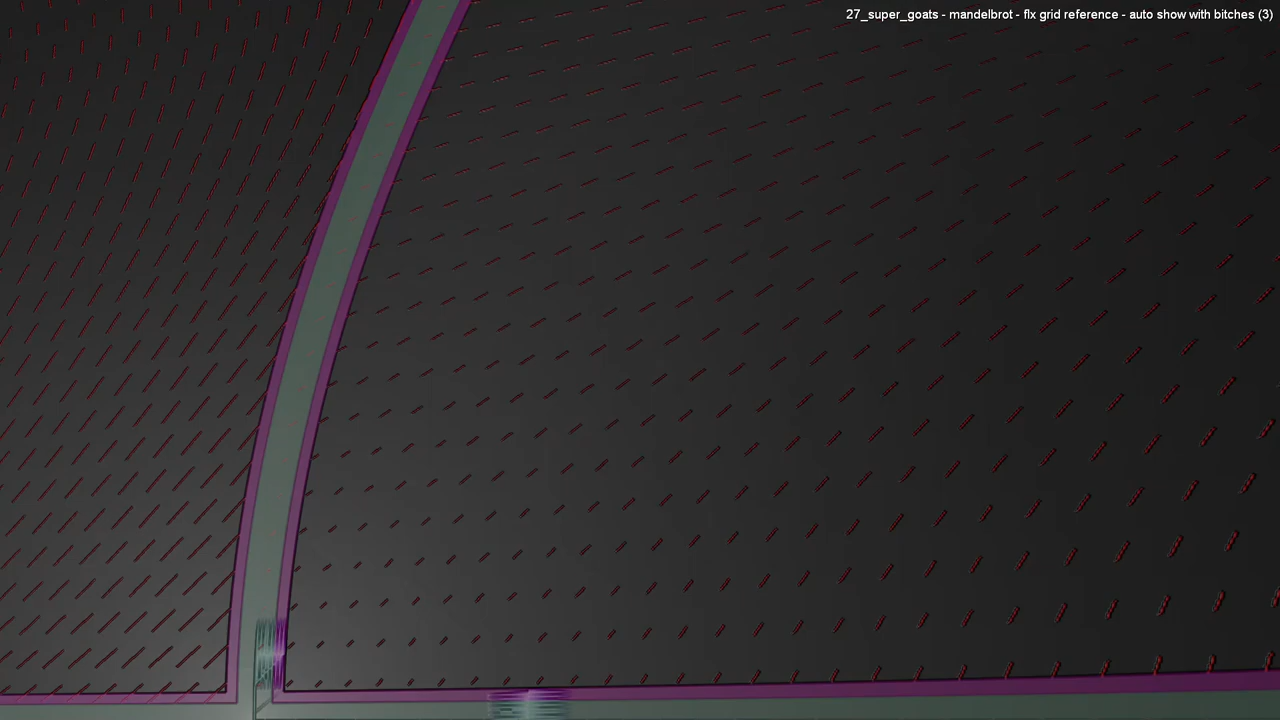 27_super_goats - mandelbrot - flx grid reference - auto show with bitches (3)